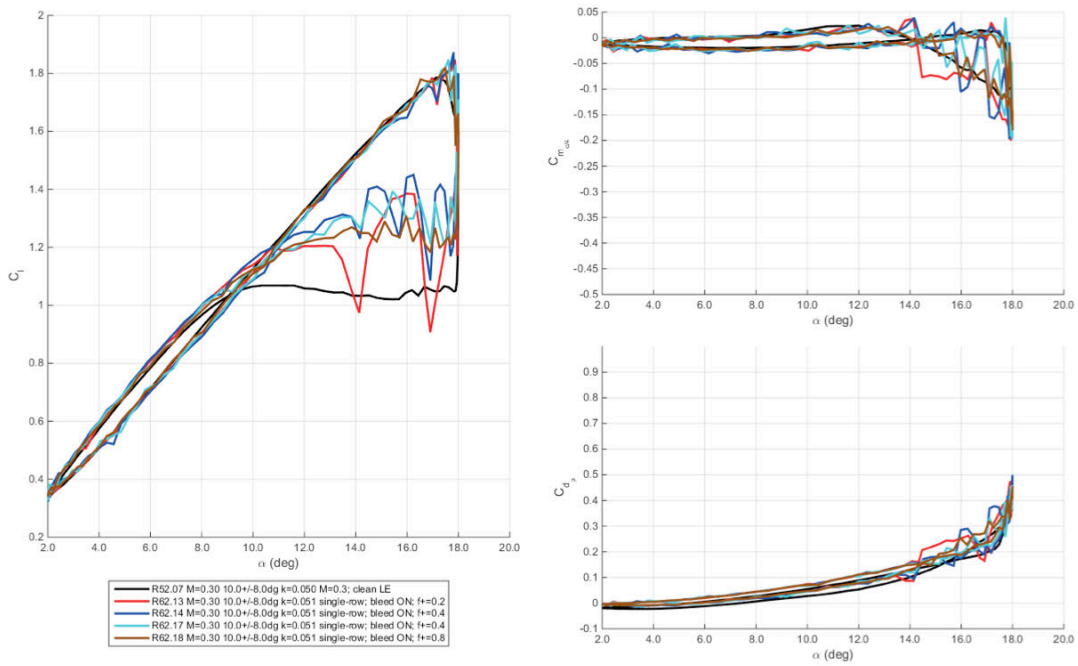 2
1.8
1.6
1.4
1.2
1
0.8
0.6
0.4
0.2
C_l
2.0 4.0 6.0 8.0 10.0 12.0 14.0 16.0 18.0 20.0
α (deg)
R52.07 M=0.30 10.0+/-8.0dg k=0.050 M=0.3; clean LE
R62.13 M=0.30 10.0+/-8.0dg k=0.051 single-row; bleed ON; f+=0.2
R62.14 M=0.30 10.0+/-8.0dg k=0.051 single-row; bleed ON; f+=0.4
R62.17 M=0.30 10.0+/-8.0dg k=0.051 single-row; bleed ON; f+=0.4
R62.18 M=0.30 10.0+/-8.0dg k=0.051 single-row; bleed ON; f+=0.8
0.05
0
-0.05
-0.1
-0.15
-0.2
-0.25
-0.3
-0.35
-0.4
-0.45
-0.5
C_m
2.0 4.0 6.0 8.0 10.0 12.0 14.0 16.0 18.0 20.0
α (deg)
0.9
0.8
0.7
0.6
0.5
0.4
0.3
0.2
0.1
0
-0.1
C_d
2.0 4.0 6.0 8.0 10.0 12.0 14.0 16.0 18.0 20.0
α (deg)